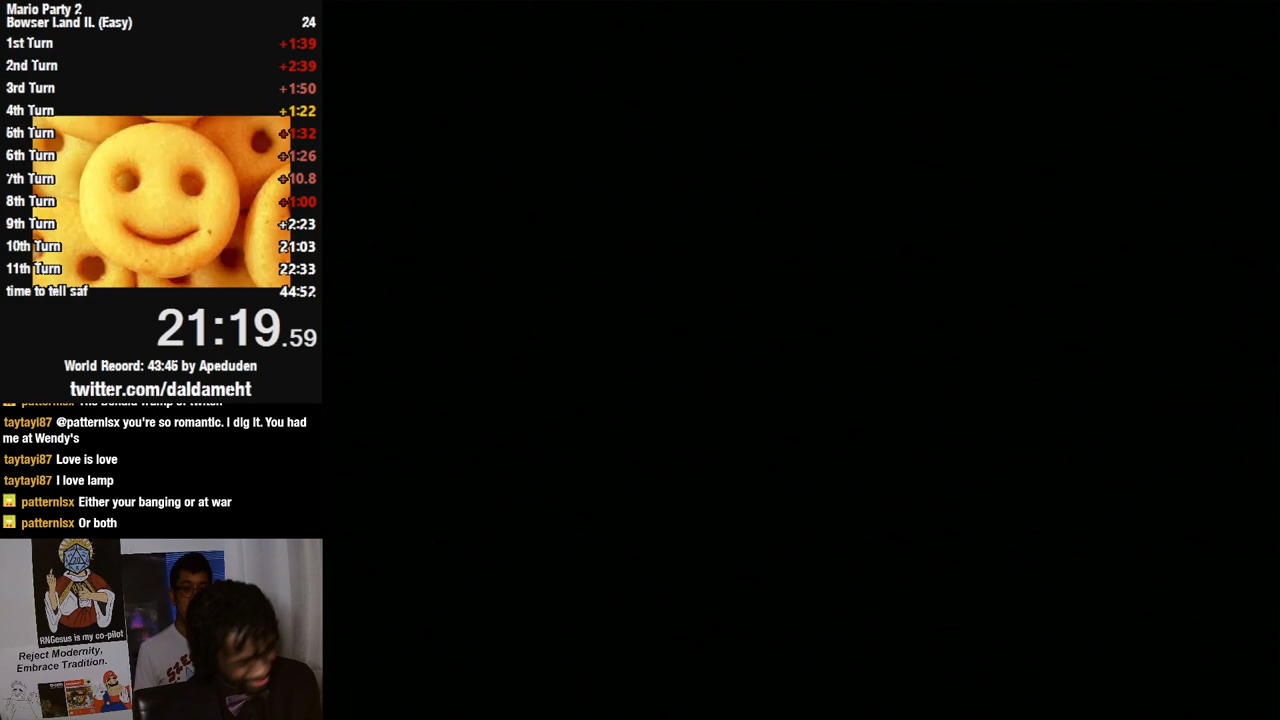 Mario Party 2
Bowser Land II. (Easy) 24
1st Turn +1:39
2nd Turn +2:39
3rd Turn +1:50
4th Turn +1:22
5th Turn +1:32
6th Turn +1:26
7th Turn +10.8
8th Turn +1:00
9th Turn +2:23
10th Turn 21:03
11th Turn 22:33
time to tell saf 44:52
21:19.59
World Record: 43:45 by Apeduden
twitter.com/daldameht
taytayi87 @patternlsx you're so romantic. I dig it. You had
me at Wendy's
taytayi87 Love is love
taytayi87 I love lamp
patternlsx Either your banging or at war
patternlsx Or both
RNGesus is my co-pilot
Reject Modernity,
Embrace Tradition.